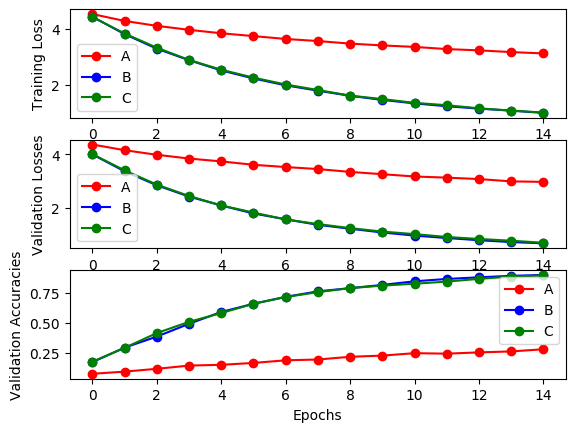 Training Loss
4
2
A
B
C
0 2 4 6 8 10 12 14
Validation Losses
4
2
A
B
C
0 2 4 6 8 10 12 14
Validation Accuracies
0.75
0.50
0.25
A
B
C
0 2 4 6 8 10 12 14
Epochs